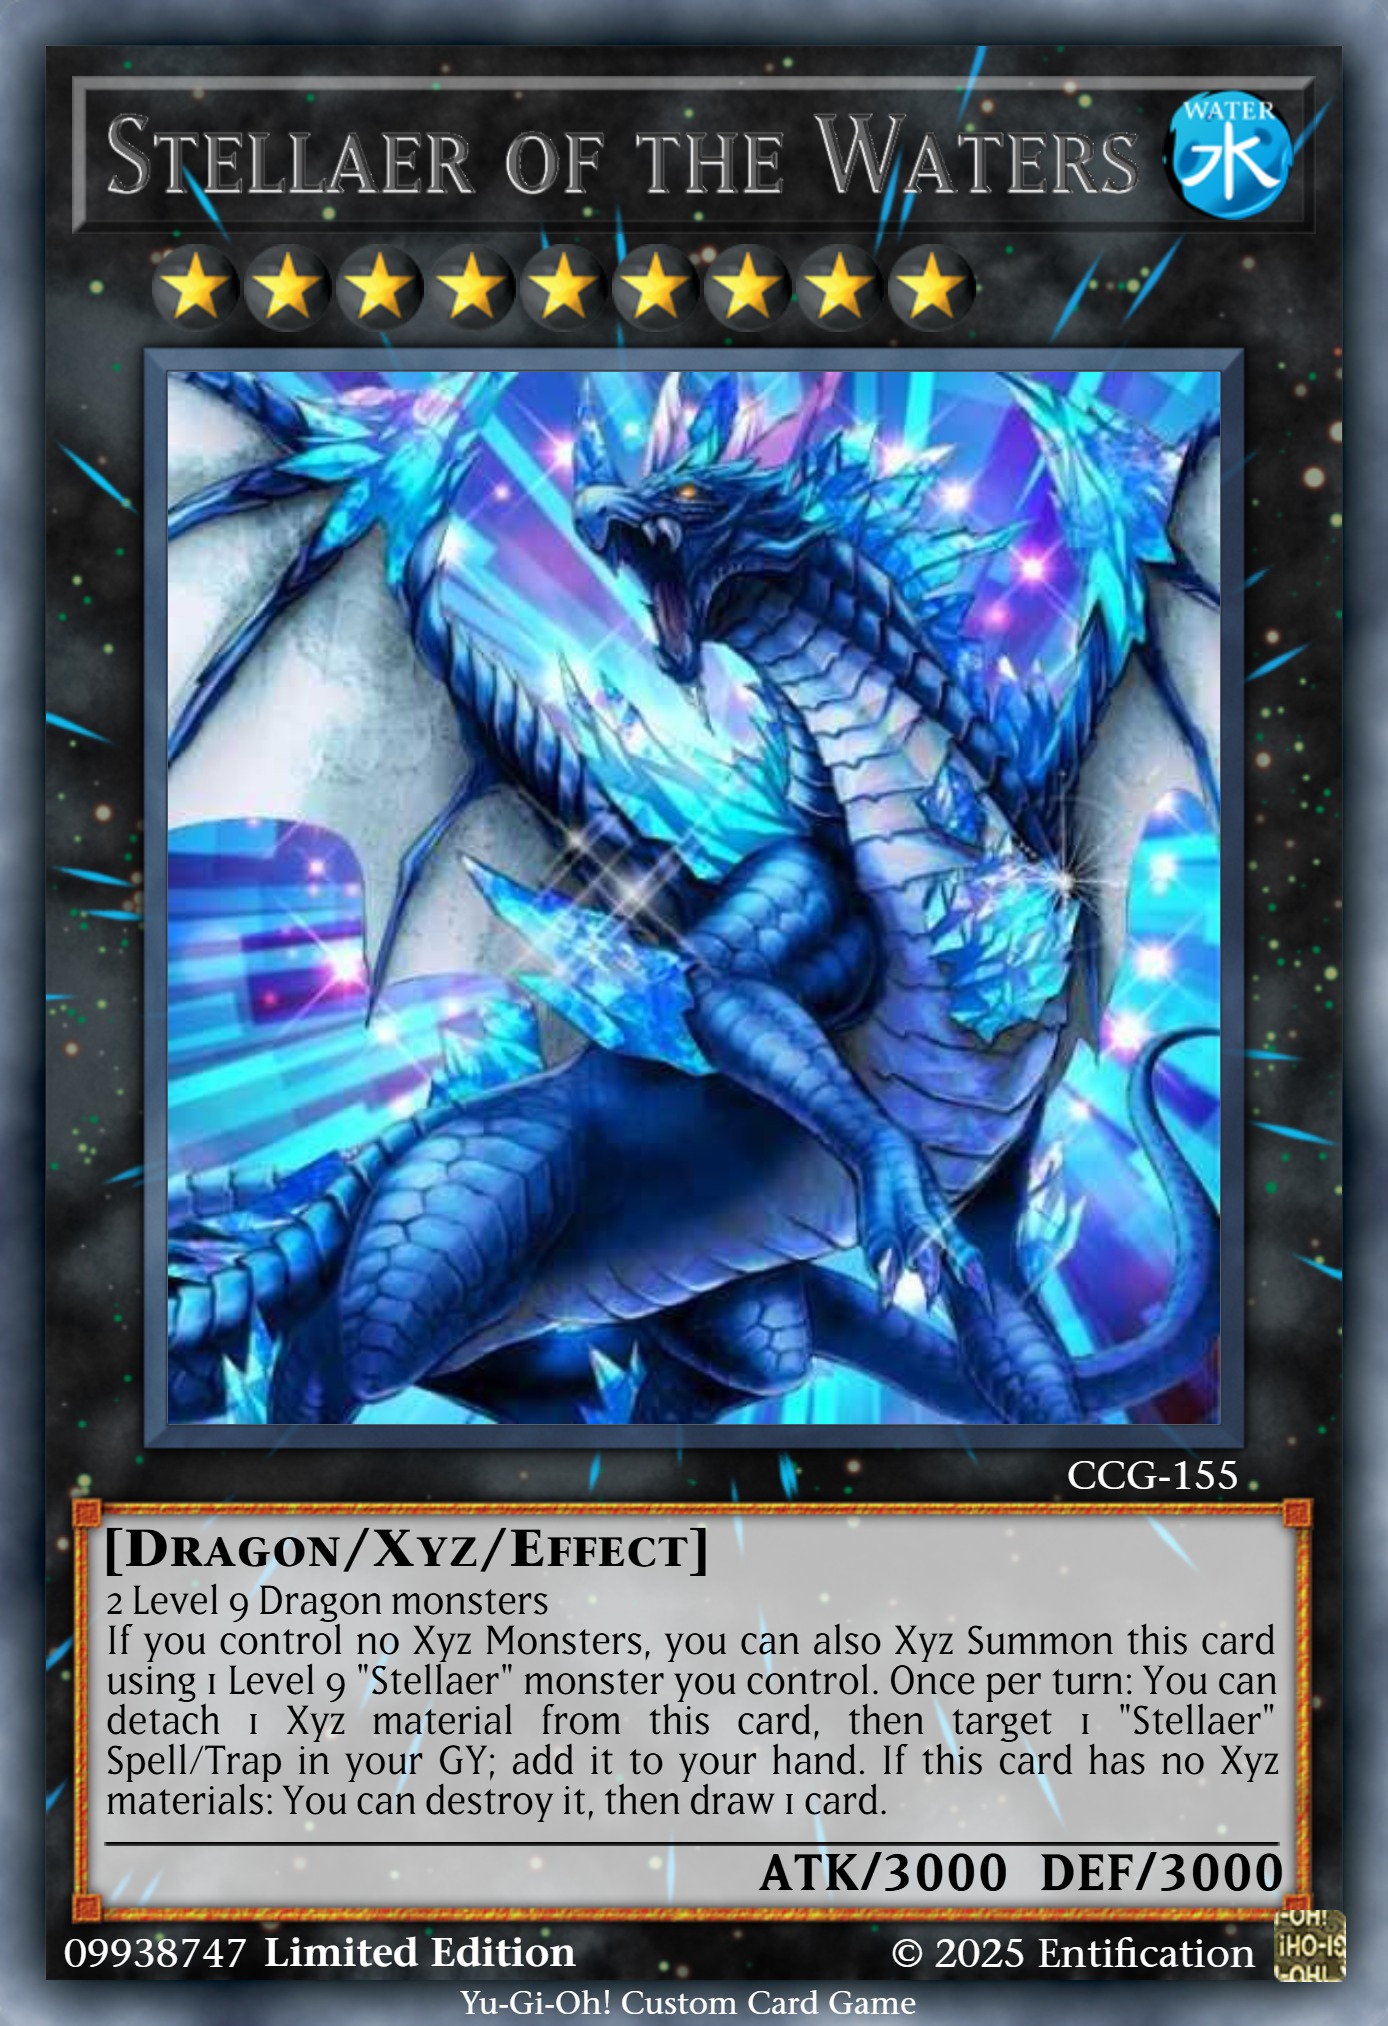 Stellaer of the Waters
WATER
水
CCG-155
[Dragon/Xyz/Effect]
2 Level 9 Dragon monsters
If you control no Xyz Monsters, you can also Xyz Summon this card
using 1 Level 9 "Stellaer" monster you control. Once per turn: You can
detach 1 Xyz material from this card, then target 1 "Stellaer"
Spell/Trap in your GY; add it to your hand. If this card has no Xyz
materials: You can destroy it, then draw 1 card.
ATK/3000 DEF/3000
09938747 Limited Edition
© 2025 Entification
Yu-Gi-Oh! Custom Card Game